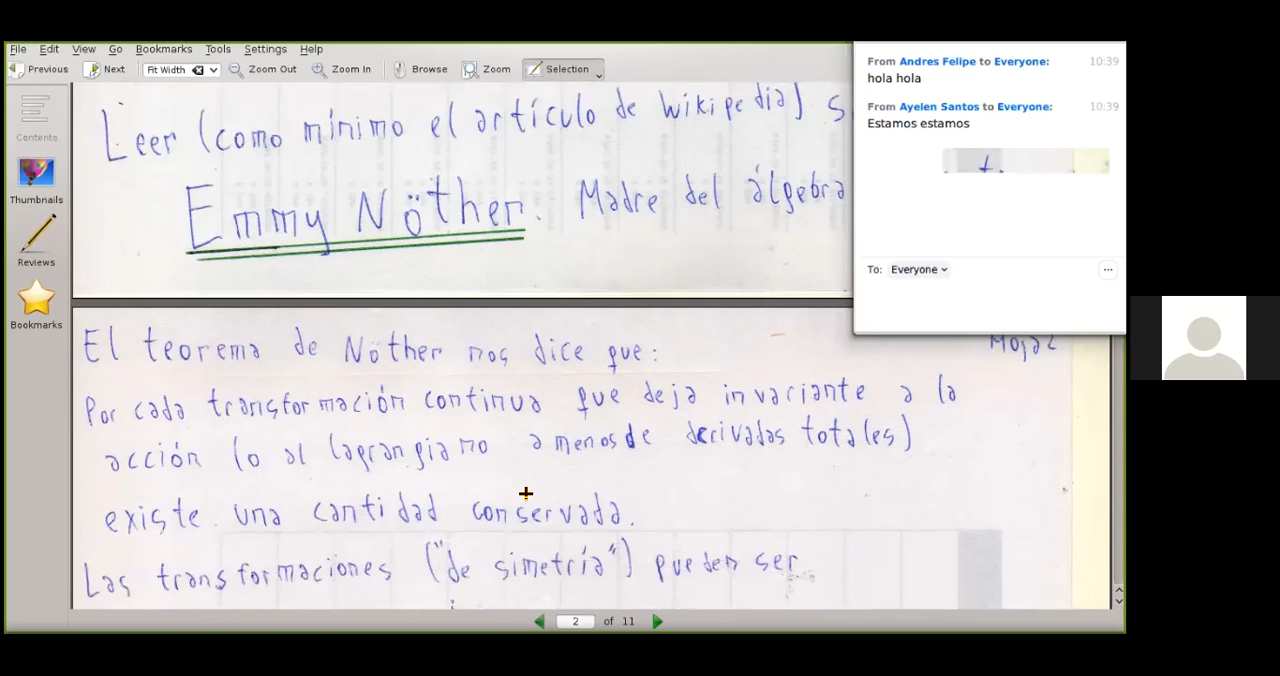 File Edit View Go Bookmarks Tools Settings Help
Previous Next Fit Width Zoom Out Zoom In Browse Zoom Selection
Contents
Thumbnails
Reviews
Bookmarks
Leer (como mínimo el artículo de wikipedia) s
Emmy Nöther. Madre del álgebra
El teorema de Nöther nos dice que:
Hoja 2
Por cada transformación continua que deja invariante a la
acción (o al lagrangiano a menos de derivadas totales)
existe una cantidad conservada.
Las transformaciones ("de simetría") pueden ser
2 of 11
From Andres Felipe to Everyone: 10:39
hola hola
From Ayelen Santos to Everyone: 10:39
Estamos estamos
To: Everyone